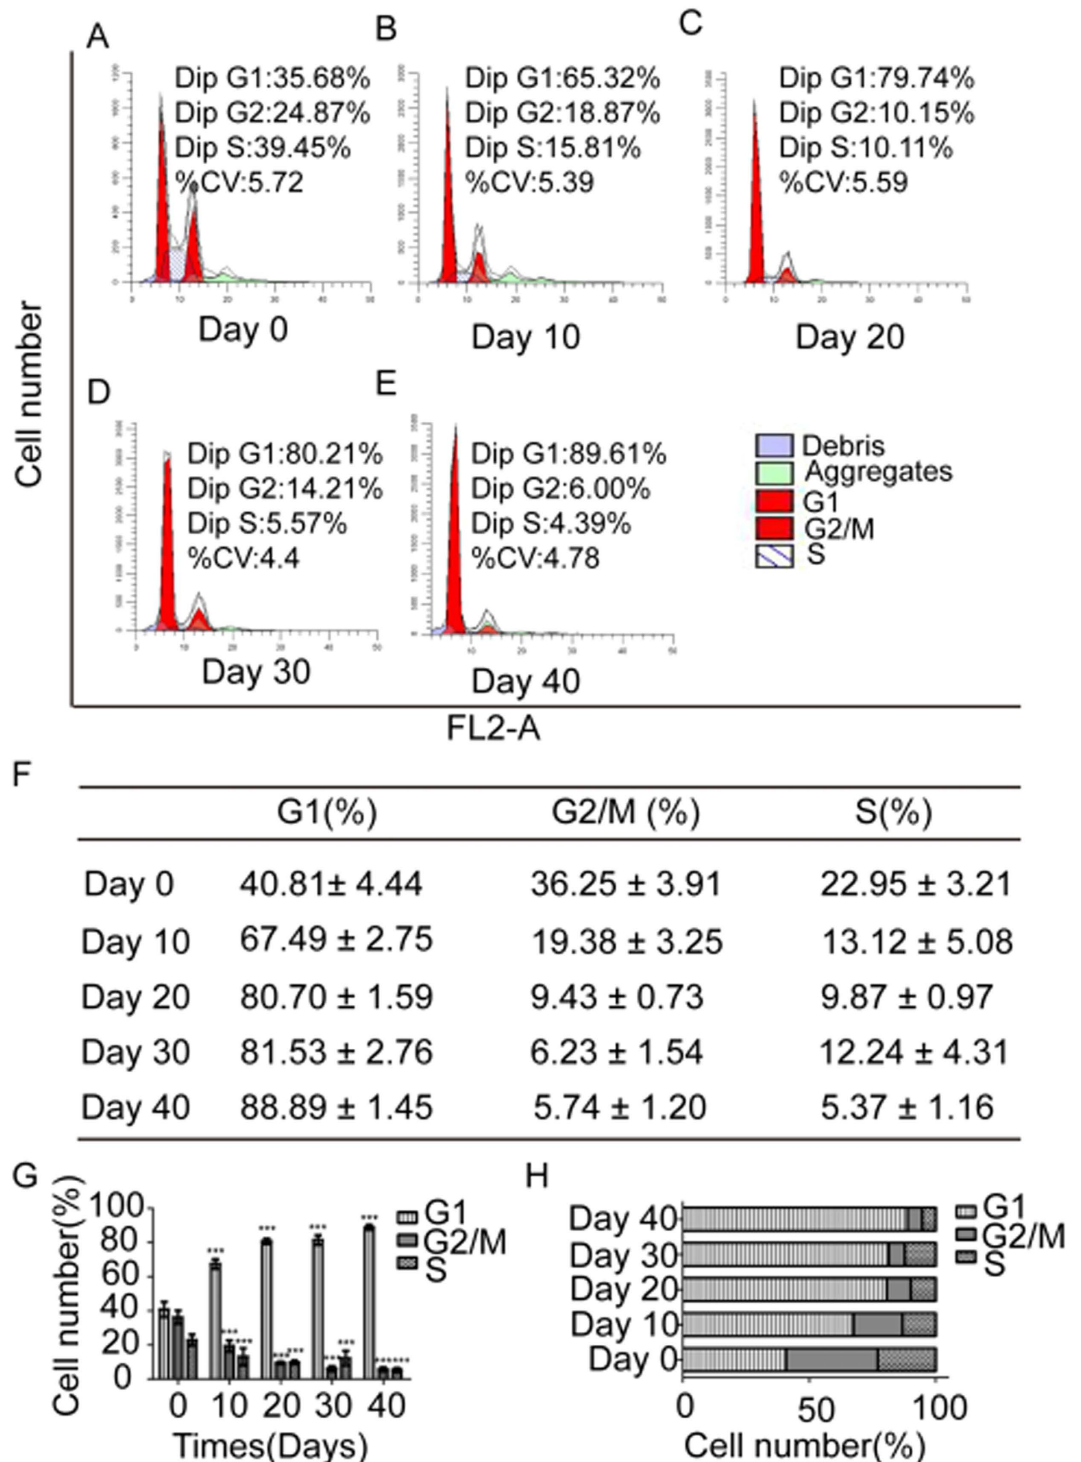 A
Dip G1:35.68%
Dip G2:24.87%
Dip S:39.45%
%CV:5.72
0 10 20 30 40 50
Day 0
B
Dip G1:65.32%
Dip G2:18.87%
Dip S:15.81%
%CV:5.39
Day 10
C
Dip G1:79.74%
Dip G2:10.15%
Dip S:10.11%
%CV:5.59
Day 20
Cell number
D
Dip G1:80.21%
Dip G2:14.21%
Dip S:5.57%
%CV:4.4
Day 30
E
Dip G1:89.61%
Dip G2:6.00%
Dip S:4.39%
%CV:4.78
Day 40
Debris
Aggregates
G1
G2/M
S
FL2-A
F
G1(%) G2/M (%) S(%)
Day 0 40.81± 4.44 36.25 ± 3.91 22.95 ± 3.21
Day 10 67.49 ± 2.75 19.38 ± 3.25 13.12 ± 5.08
Day 20 80.70 ± 1.59 9.43 ± 0.73 9.87 ± 0.97
Day 30 81.53 ± 2.76 6.23 ± 1.54 12.24 ± 4.31
Day 40 88.89 ± 1.45 5.74 ± 1.20 5.37 ± 1.16
G
Cell number(%)
100
80
60
40
20
0
*** *** *** *** *** *** *** *** *** *** *** ***
0 10 20 30 40
Times(Days)
G1
G2/M
S
H
Day 40
Day 30
Day 20
Day 10
Day 0
0 50 100
Cell number(%)
G1
G2/M
S